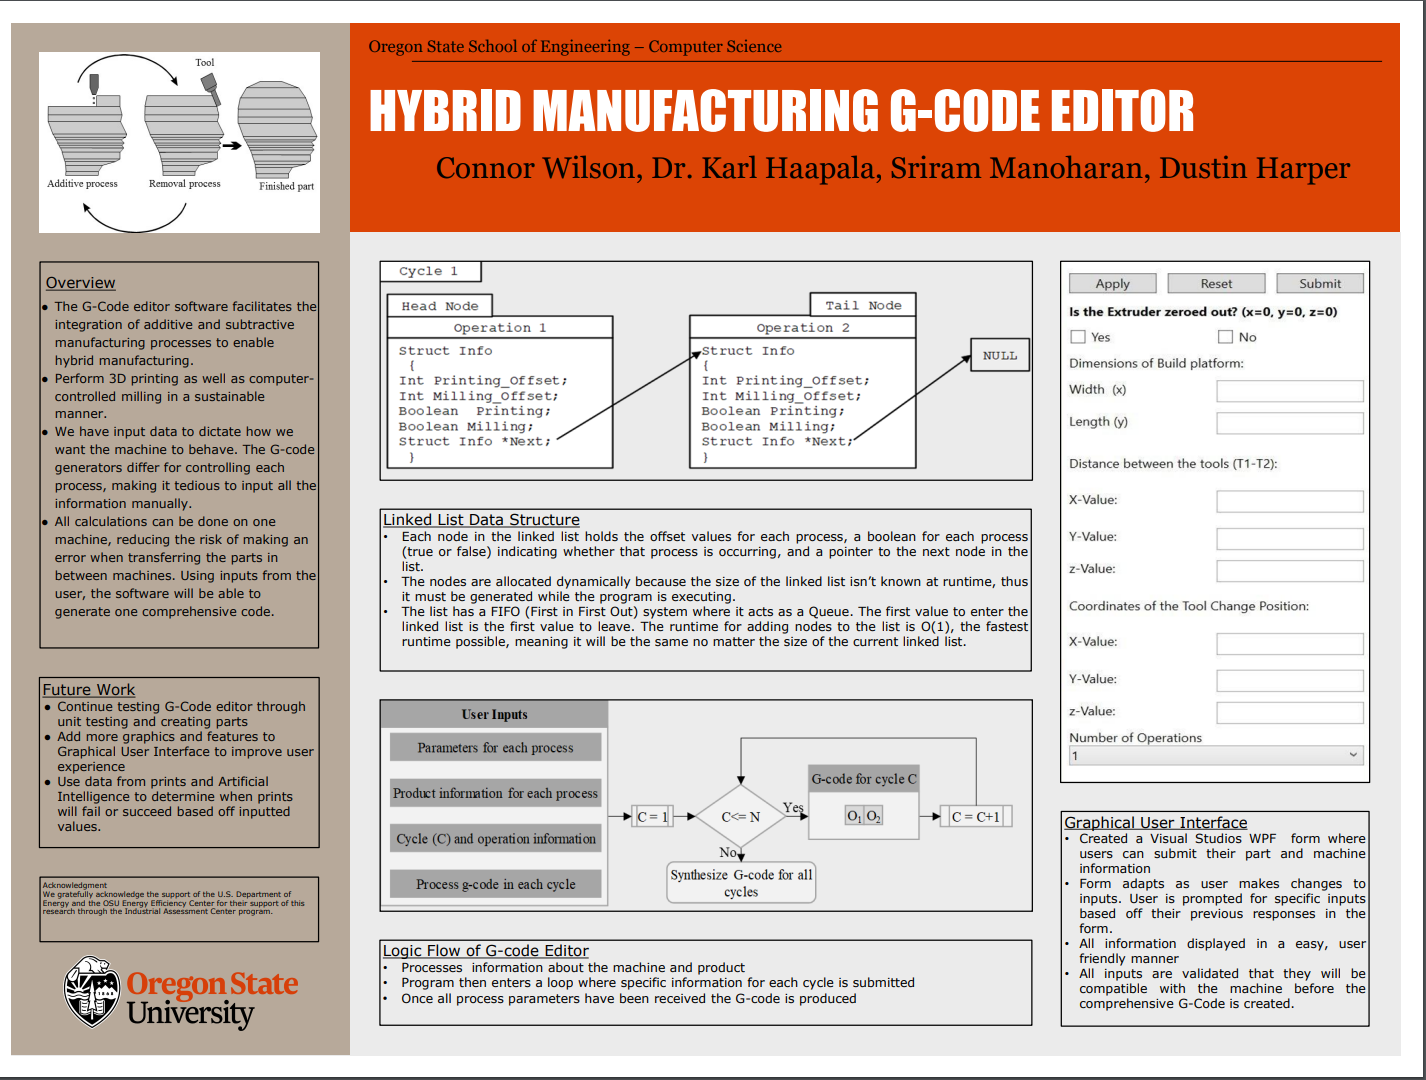 Oregon State School of Engineering – Computer Science
HYBRID MANUFACTURING G-CODE EDITOR
Connor Wilson, Dr. Karl Haapala, Sriram Manoharan, Dustin Harper
Tool
Additive process
Removal process
Finished part
Overview
● The G-Code editor software facilitates the
integration of additive and subtractive
manufacturing processes to enable
hybrid manufacturing.
● Perform 3D printing as well as computer-
controlled milling in a sustainable
manner.
● We have input data to dictate how we
want the machine to behave. The G-code
generators differ for controlling each
process, making it tedious to input all the
information manually.
● All calculations can be done on one
machine, reducing the risk of making an
error when transferring the parts in
between machines. Using inputs from the
user, the software will be able to
generate one comprehensive code.
Future Work
● Continue testing G-Code editor through
unit testing and creating parts
● Add more graphics and features to
Graphical User Interface to improve user
experience
● Use data from prints and Artificial
Intelligence to determine when prints
will fail or succeed based off inputted
values.
Acknowledgment
We gratefully acknowledge the support of the U.S. Department of
Energy and the OSU Energy Efficiency Center for their support of this
research through the Industrial Assessment Center program.
Oregon State
University
Cycle 1
Head Node
Operation 1
Struct Info
{
Int Printing_Offset;
Int Milling_Offset;
Boolean Printing;
Boolean Milling;
Struct Info *Next;
}
Tail Node
Operation 2
Struct Info
{
Int Printing_Offset;
Int Milling_Offset;
Boolean Printing;
Boolean Milling;
Struct Info *Next;
}
NULL
Linked List Data Structure
• Each node in the linked list holds the offset values for each process, a boolean for each process
(true or false) indicating whether that process is occurring, and a pointer to the next node in the
list.
• The nodes are allocated dynamically because the size of the linked list isn’t known at runtime, thus
it must be generated while the program is executing.
• The list has a FIFO (First in First Out) system where it acts as a Queue. The first value to enter the
linked list is the first value to leave. The runtime for adding nodes to the list is O(1), the fastest
runtime possible, meaning it will be the same no matter the size of the current linked list.
User Inputs
Parameters for each process
Product information for each process
Cycle (C) and operation information
Process g-code in each cycle
C = 1
C<= N
Yes
No
G-code for cycle C
O₁ O₂
C = C+1
Synthesize G-code for all
cycles
Logic Flow of G-code Editor
• Processes information about the machine and product
• Program then enters a loop where specific information for each cycle is submitted
• Once all process parameters have been received the G-code is produced
Apply Reset Submit
Is the Extruder zeroed out? (x=0, y=0, z=0)
Yes No
Dimensions of Build platform:
Width (x)
Length (y)
Distance between the tools (T1-T2):
X-Value:
Y-Value:
z-Value:
Coordinates of the Tool Change Position:
X-Value:
Y-Value:
z-Value:
Number of Operations
1
Graphical User Interface
• Created a Visual Studios WPF form where
users can submit their part and machine
information
• Form adapts as user makes changes to
inputs. User is prompted for specific inputs
based off their previous responses in the
form.
• All information displayed in a easy, user
friendly manner
• All inputs are validated that they will be
compatible with the machine before the
comprehensive G-Code is created.